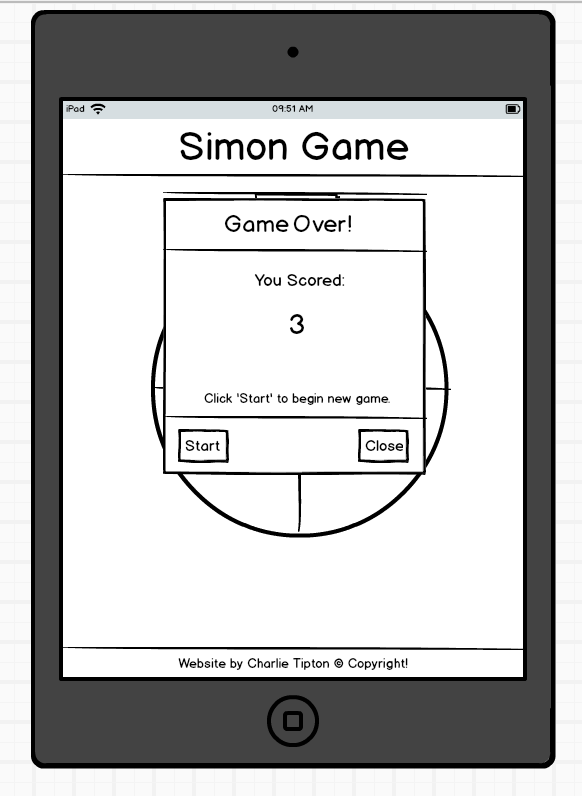 iPad 09:51 AM
Simon Game
Game Over!
You Scored:
3
Click 'Start' to begin new game.
Start Close
Website by Charlie Tipton © Copyright!